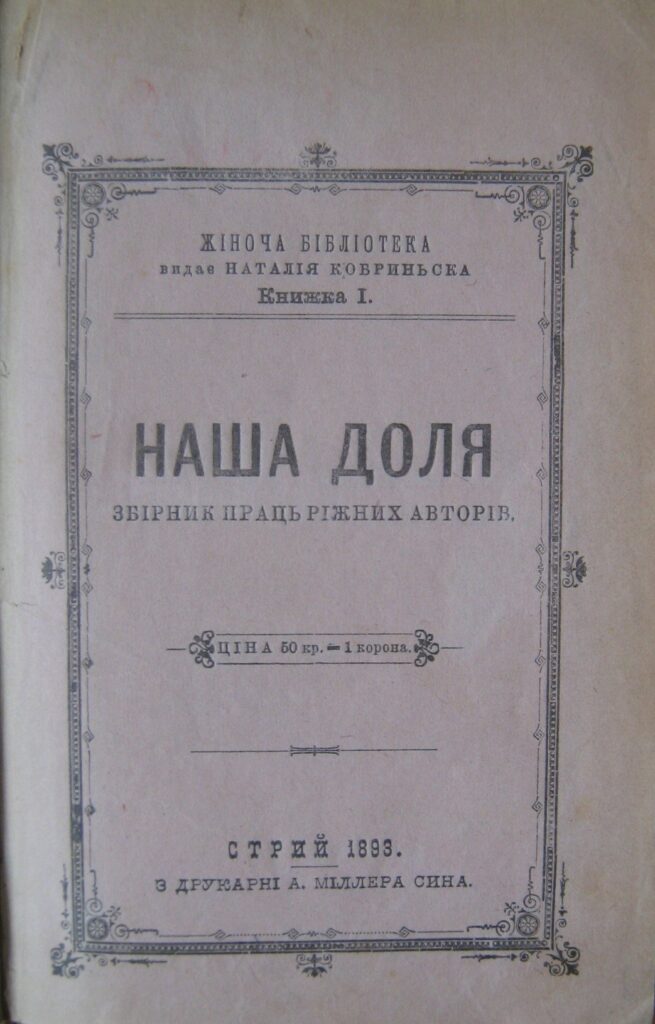 ЖІНОЧА БІБЛІОТЕКА
видає НАТАЛІЯ КОБРИНЬСКА
Книжка I.
НАША ДОЛЯ
ЗБІРНИК ПРАЦЬ РІЖНИХ АВТОРІВ.
ЦІНА 50 кр. = 1 корона.
СТРИЙ 1893.
З ДРУКАРНІ А. МІЛЛЕРА СИНА.